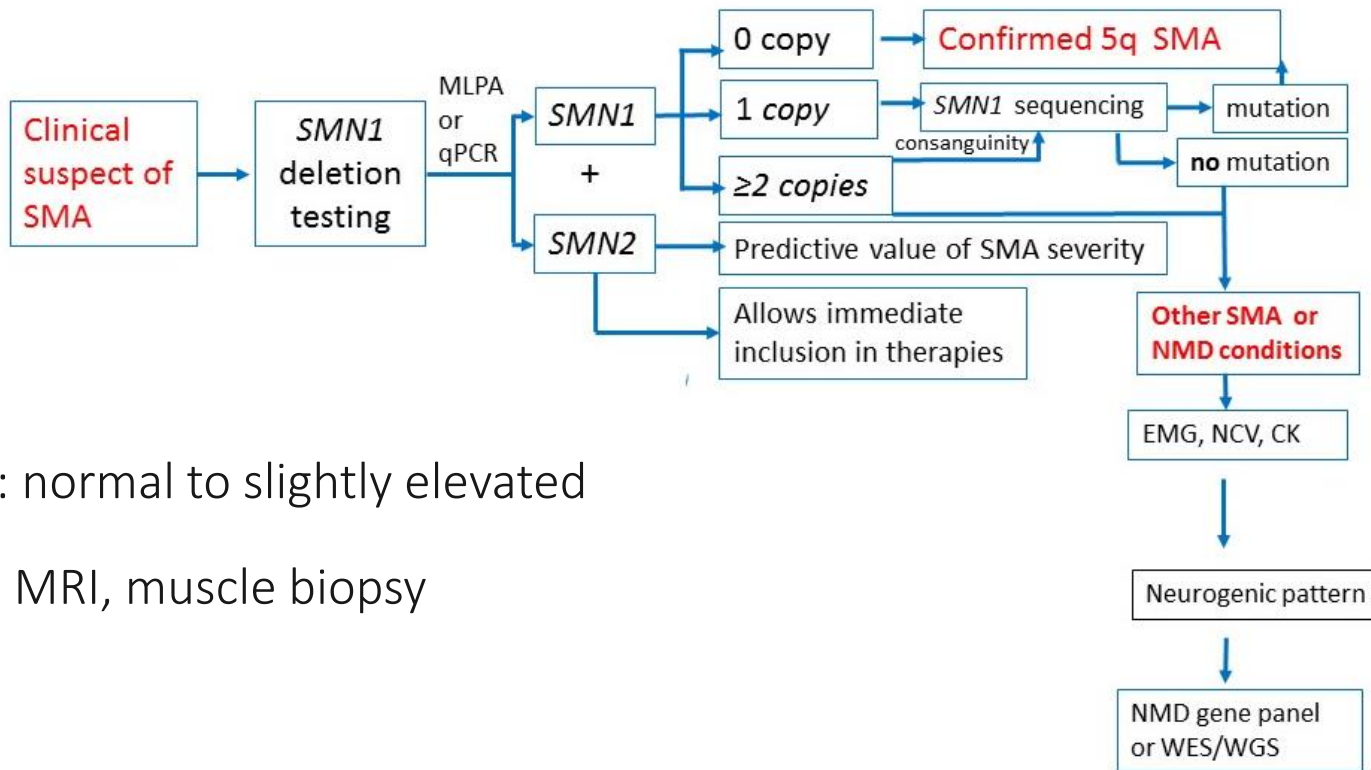 Clinical
suspect of
SMA
SMN1
deletion
testing
MLPA
or
qPCR
SMN1
+
SMN2
0 copy
Confirmed 5q SMA
1 copy
SMN1 sequencing
mutation
consanguinity
no mutation
≥2 copies
Predictive value of SMA severity
Allows immediate
inclusion in therapies
Other SMA or
NMD conditions
EMG, NCV, CK
Neurogenic pattern
NMD gene panel
or WES/WGS
: normal to slightly elevated
MRI, muscle biopsy